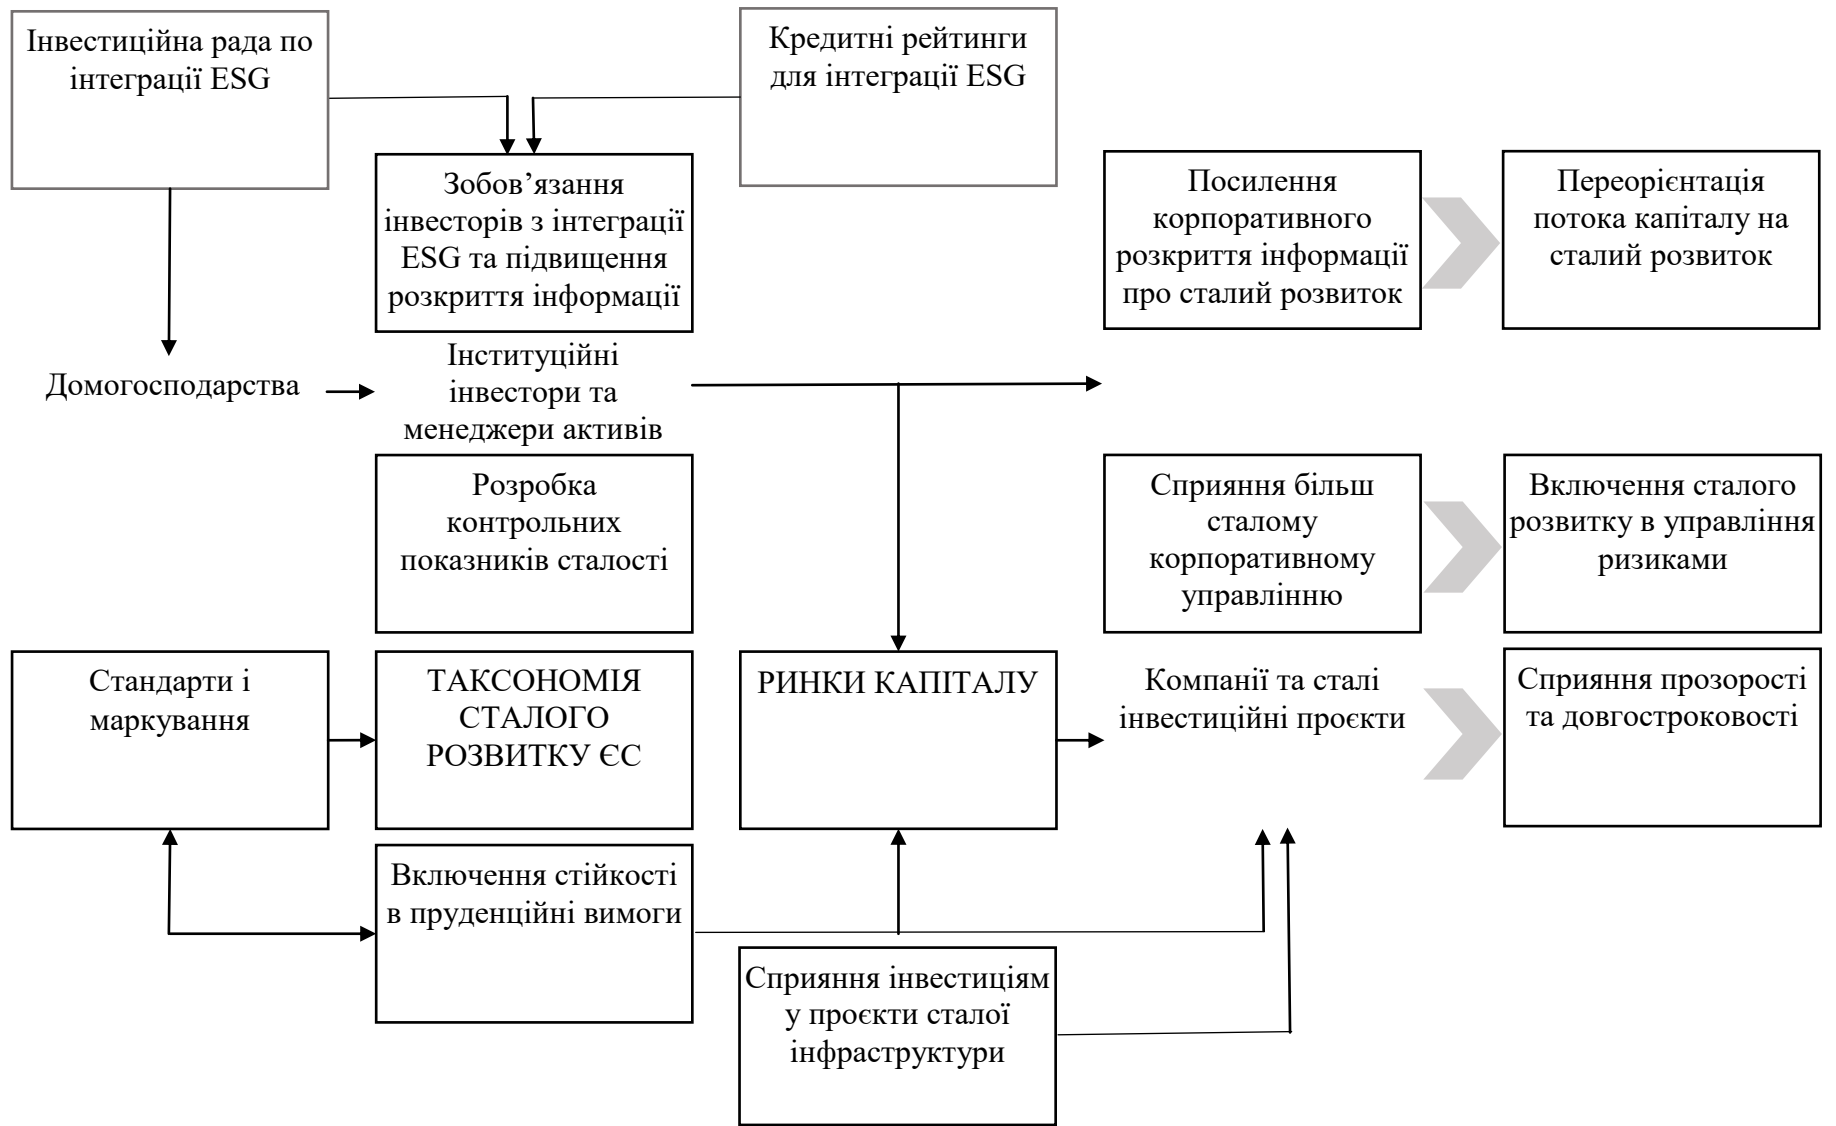 Інвестиційна рада по
інтеграції ESG
Кредитні рейтинги
для інтеграції ESG
Зобов’язання
інвесторів з інтеграції
ESG та підвищення
розкриття інформації
Посилення
корпоративного
розкриття інформації
про сталий розвиток
Переорієнтація
потока капіталу на
сталий розвиток
Домогосподарства
Інституційні
інвестори та
менеджери активів
Розробка
контрольних
показників сталості
Сприяння більш
сталому
корпоративному
управлінню
Включення сталого
розвитку в управління
ризиками
Стандарти і
маркування
ТАКСОНОМІЯ
СТАЛОГО
РОЗВИТКУ ЄС
РИНКИ КАПІТАЛУ
Компанії та сталі
інвестиційні проєкти
Сприяння прозорості
та довгостроковості
Включення стійкості
в пруденційні вимоги
Сприяння інвестиціям
у проєкти сталої
інфраструктури